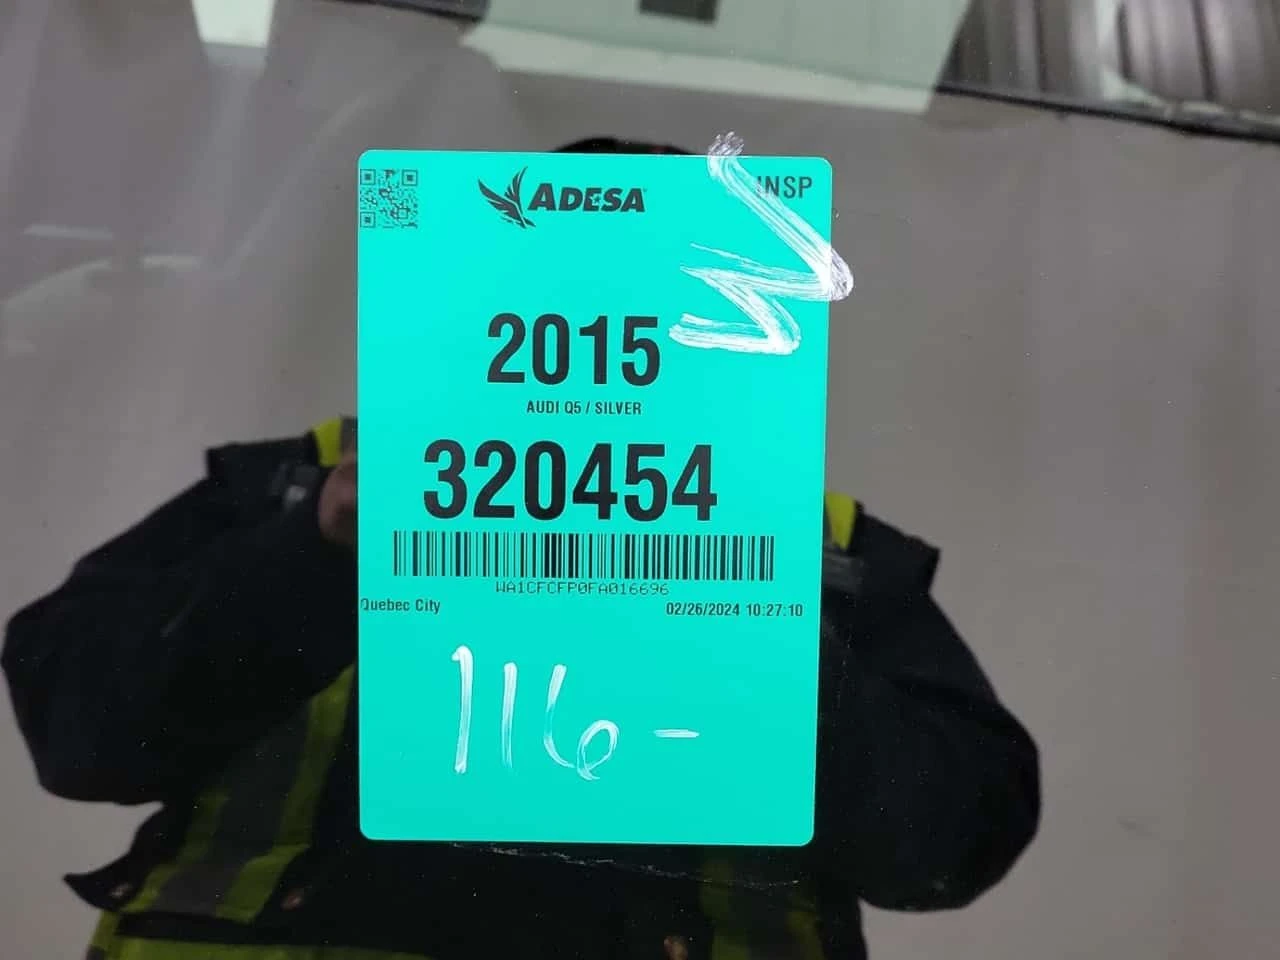 ADESA
INSP
2015
AUDI Q5 / SILVER
320454
WA1CFCFP0FA016696
Quebec City
02/26/2024 10:27:10
116-